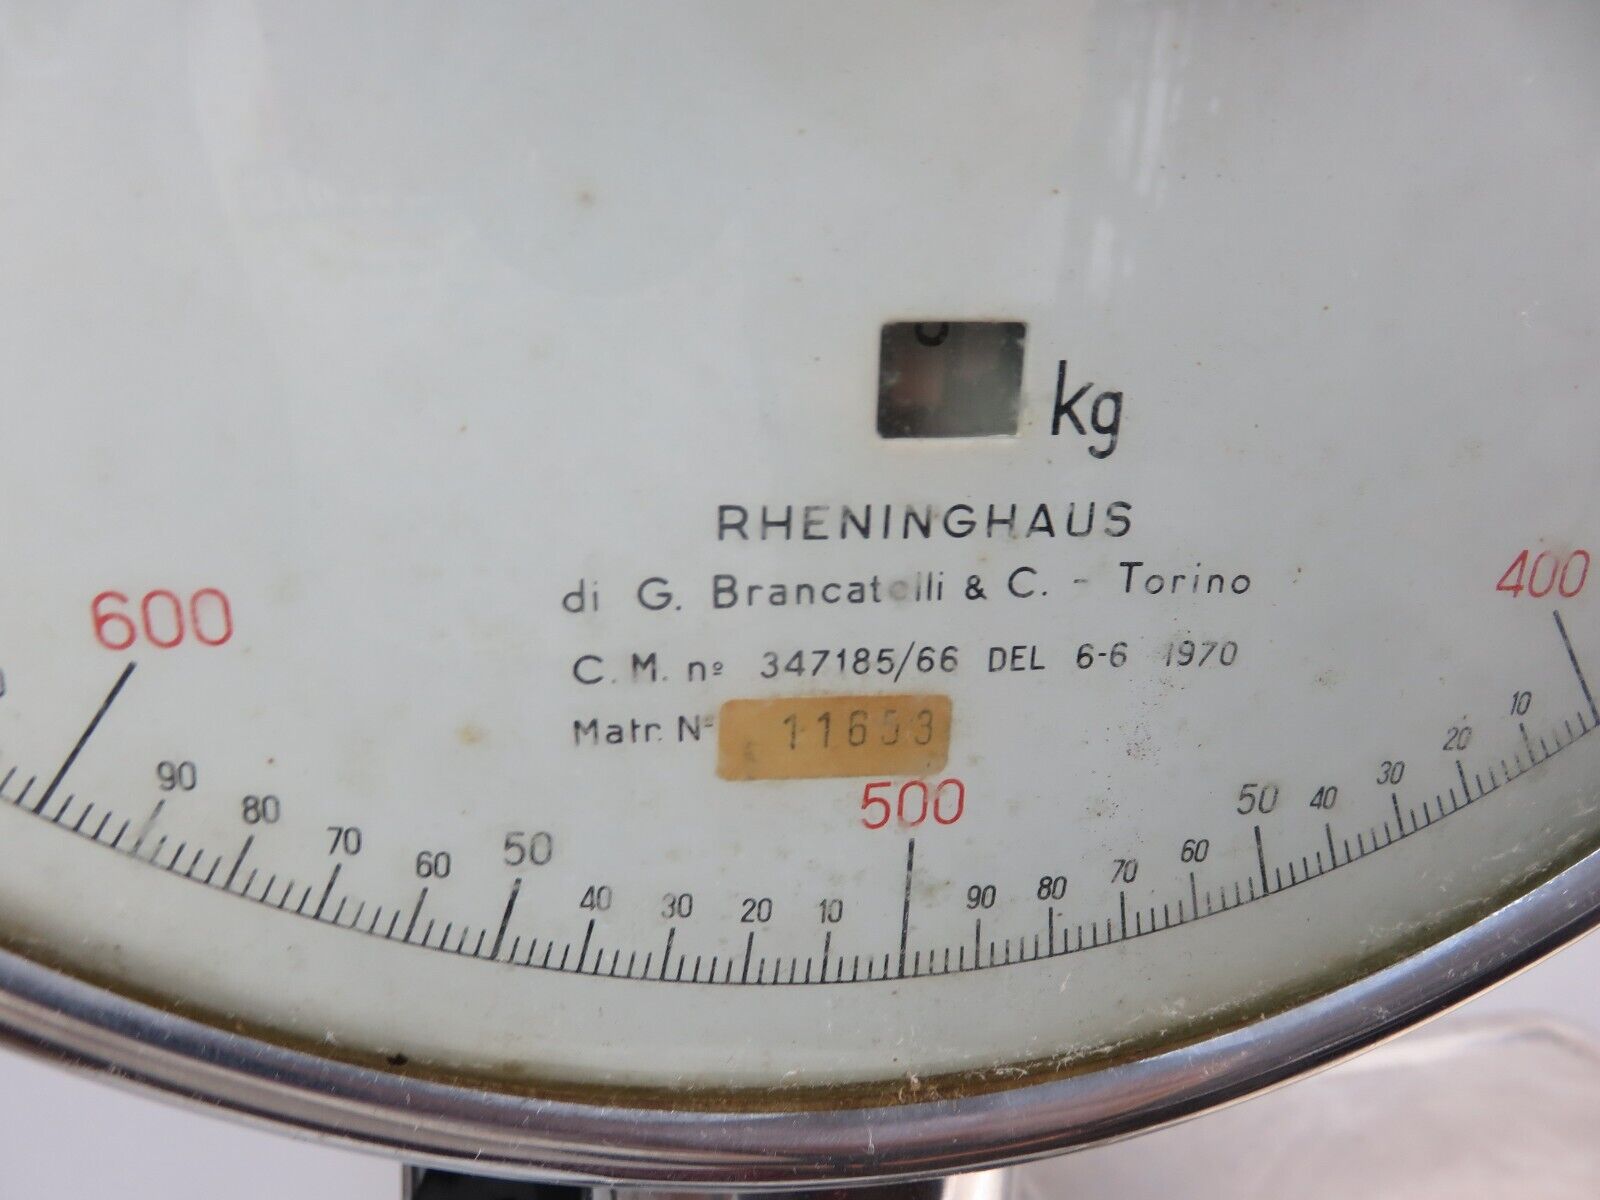 kg
RHENINGHAUS
di G. Brancatelli & C. - Torino
C.M. nº 347185/66 DEL 6-6 1970
Matr. Nº 11653
600 90 80 70 60 50 40 30 20 10 500 90 80 70 60 50 40 30 20 10 400